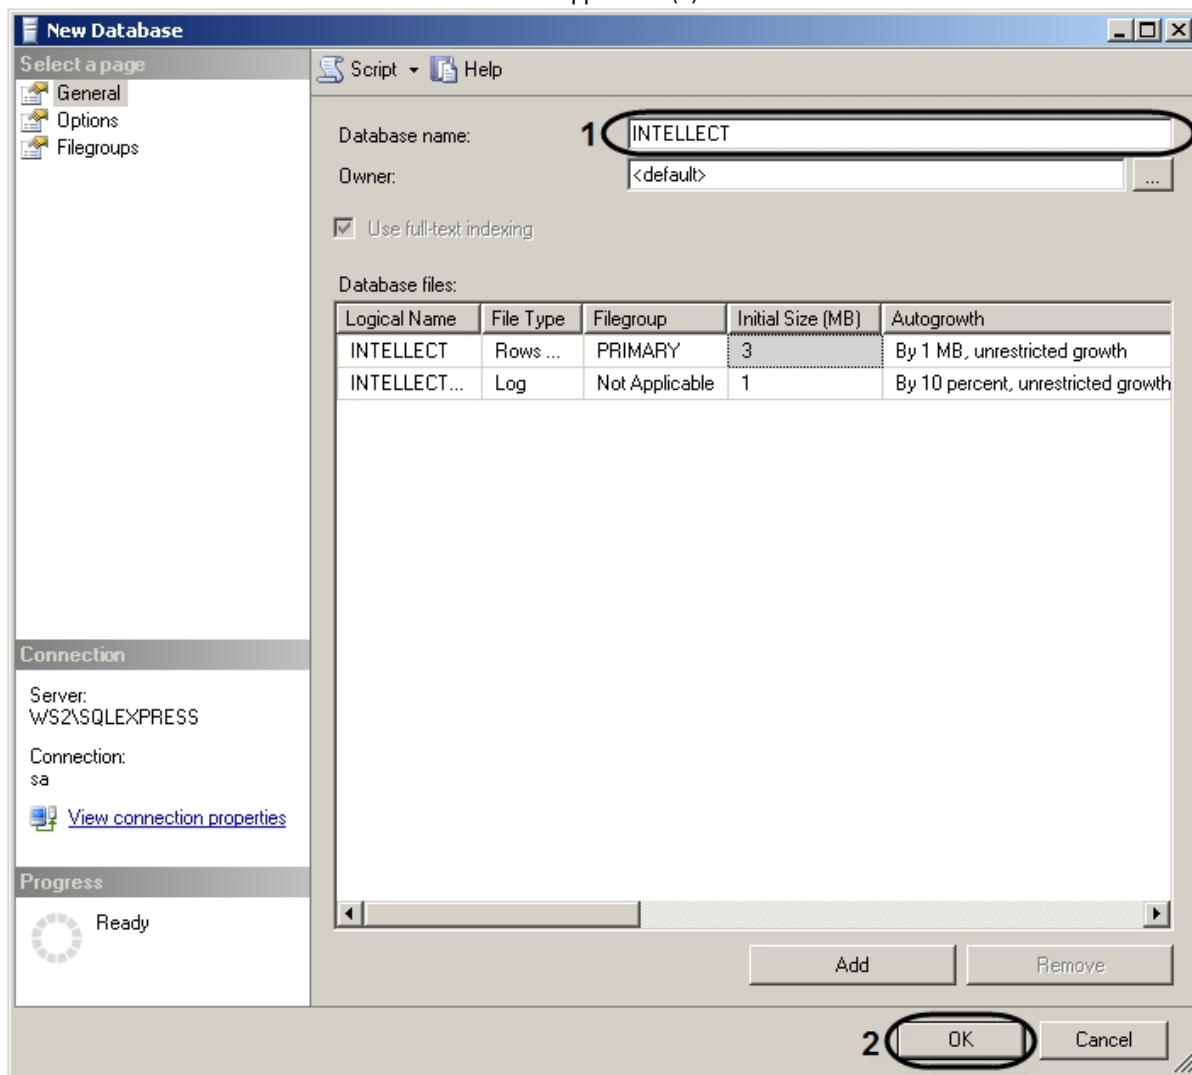 New Database
Select a page
General
Options
Filegroups
Script Help
Database name: 1 INTELLECT
Owner: <default> ...
Use full-text indexing
Database files:
Logical Name File Type Filegroup Initial Size (MB) Autogrowth
INTELLECT Rows ... PRIMARY 3 By 1 MB, unrestricted growth
INTELLECT... Log Not Applicable 1 By 10 percent, unrestricted growth
Connection
Server:
WS2\SQLEXPRESS
Connection:
sa
View connection properties
Progress
Ready
Add Remove
2 OK Cancel